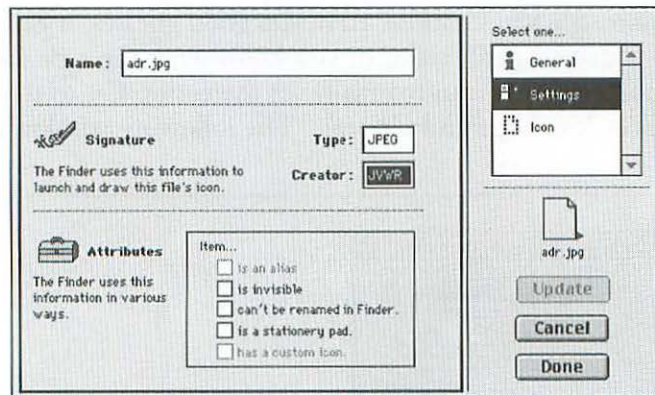 Name: adr.jpg
Signature
The Finder uses this information to
launch and draw this file's icon.
Type: JPEG
Creator: JVWR
Attributes
The Finder uses this
information in various
ways.
Item...
is an alias
is invisible
can't be renamed in Finder.
is a stationery pad.
has a custom icon.
Select one...
General
Settings
Icon
adr.jpg
Update
Cancel
Done